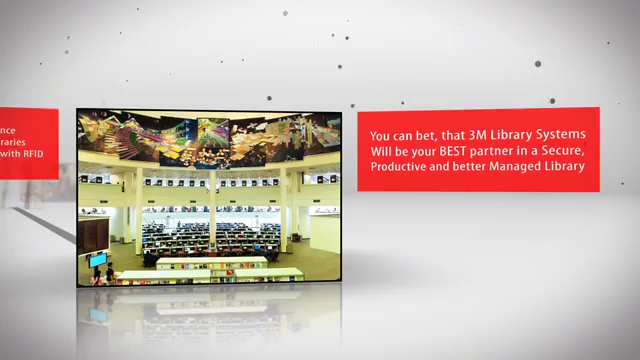 nce
raries
with RFID
You can bet, that 3M Library Systems
Will be your BEST partner in a Secure,
Productive and better Managed Library